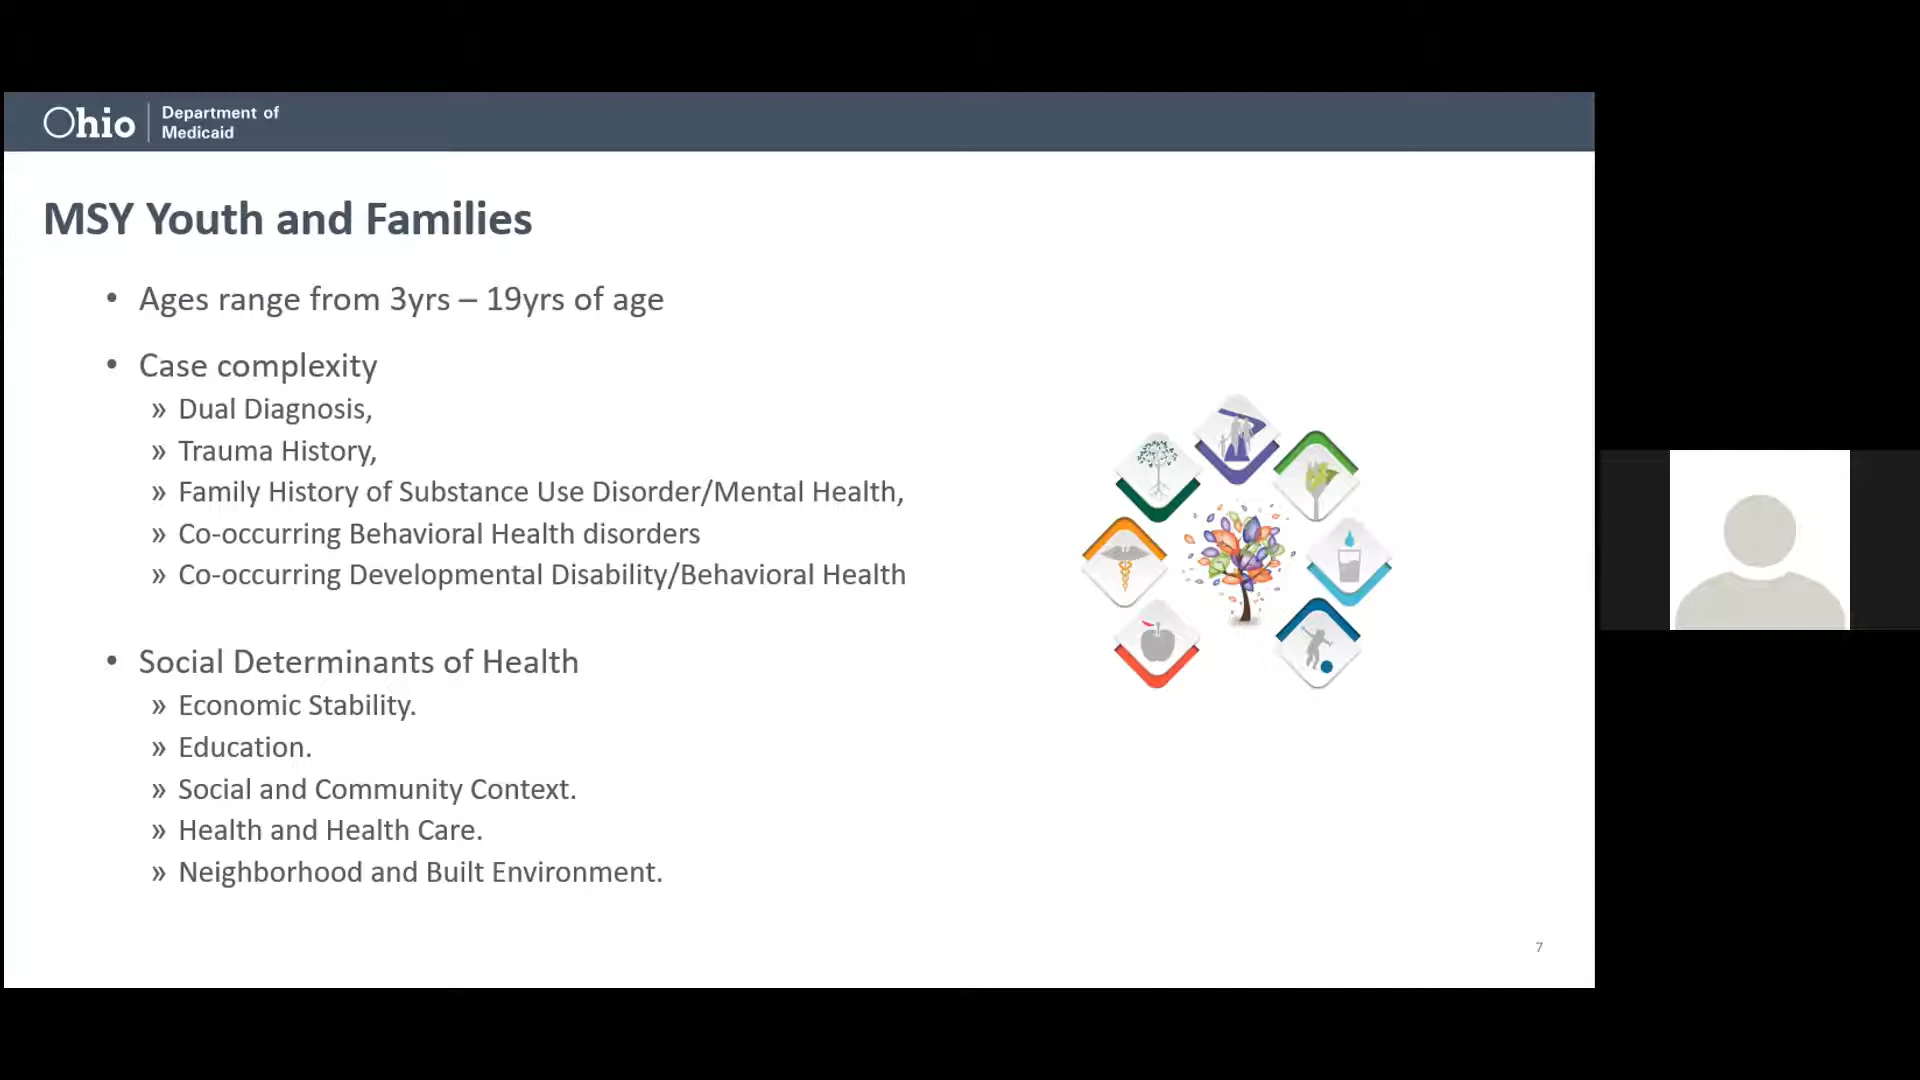 Ohio
Department of
Medicaid
MSY Youth and Families
• Ages range from 3yrs – 19yrs of age
• Case complexity
» Dual Diagnosis,
» Trauma History,
» Family History of Substance Use Disorder/Mental Health,
» Co-occurring Behavioral Health disorders
» Co-occurring Developmental Disability/Behavioral Health
• Social Determinants of Health
» Economic Stability.
» Education.
» Social and Community Context.
» Health and Health Care.
» Neighborhood and Built Environment.
7